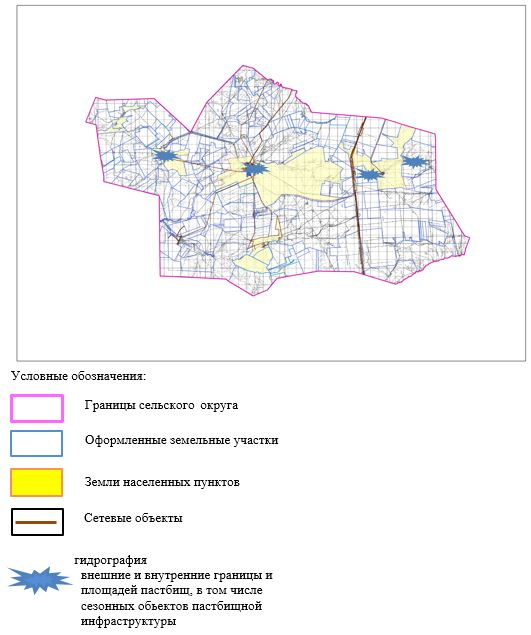 Условные обозначения:
Границы сельского округа
Оформленные земельные участки
Земли населенных пунктов
Сетевые объекты
гидрография
внешние и внутренние границы и
площадей пастбищ, в том числе
сезонных обьектов пастбищной
инфраструктуры